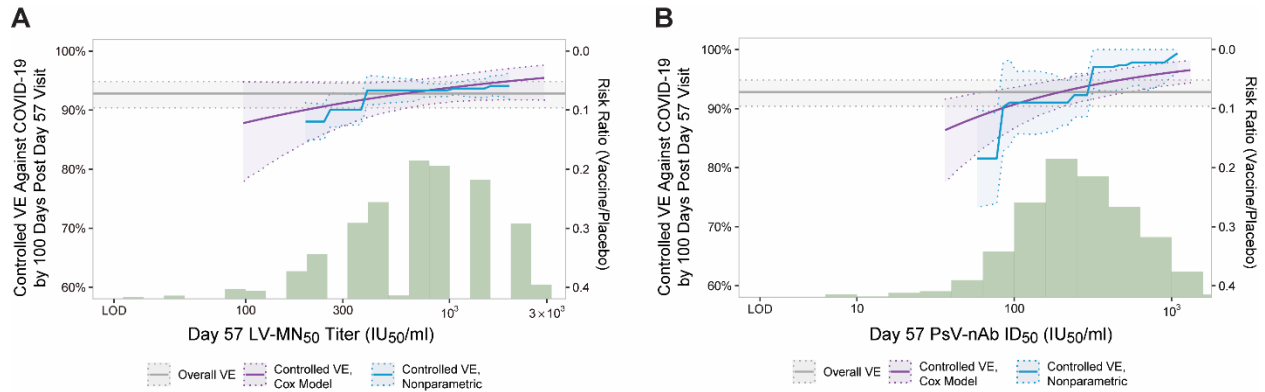 A
Controlled VE Against COVID-19
by 100 Days Post Day 57 Visit
100%
90%
80%
70%
60%
0.0
0.1
0.2
0.3
0.4
Risk Ratio (Vaccine/Placebo)
LOD
100
300
10³
3 × 10³
Day 57 LV-MN₅₀ Titer (IU₅₀/ml)
Overall VE
Controlled VE,
Cox Model
Controlled VE,
Nonparametric
B
Controlled VE Against COVID-19
by 100 Days Post Day 57 Visit
100%
90%
80%
70%
60%
0.0
0.1
0.2
0.3
0.4
Risk Ratio (Vaccine/Placebo)
LOD
10
100
10³
Day 57 PsV-nAb ID₅₀ (IU₅₀/ml)
Overall VE
Controlled VE,
Cox Model
Controlled VE,
Nonparametric